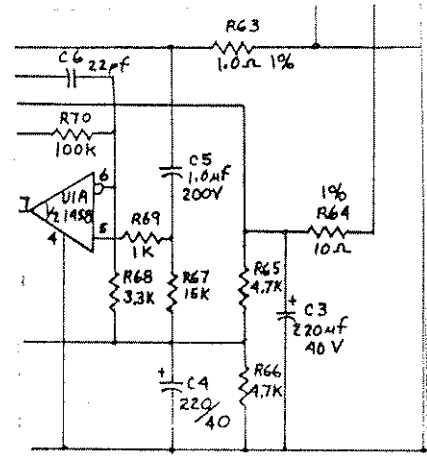 R63
1.0Ω 1%
C6
22pf
R70
100K
C5
1.0µf
200V
6
U1A
1/2 1458
7
5
4
R69
1K
1%
R64
10Ω
R68
3.3K
R67
15K
R65
4.7K
+
C3
220µf
40V
+
C4
220/40
R66
4.7K